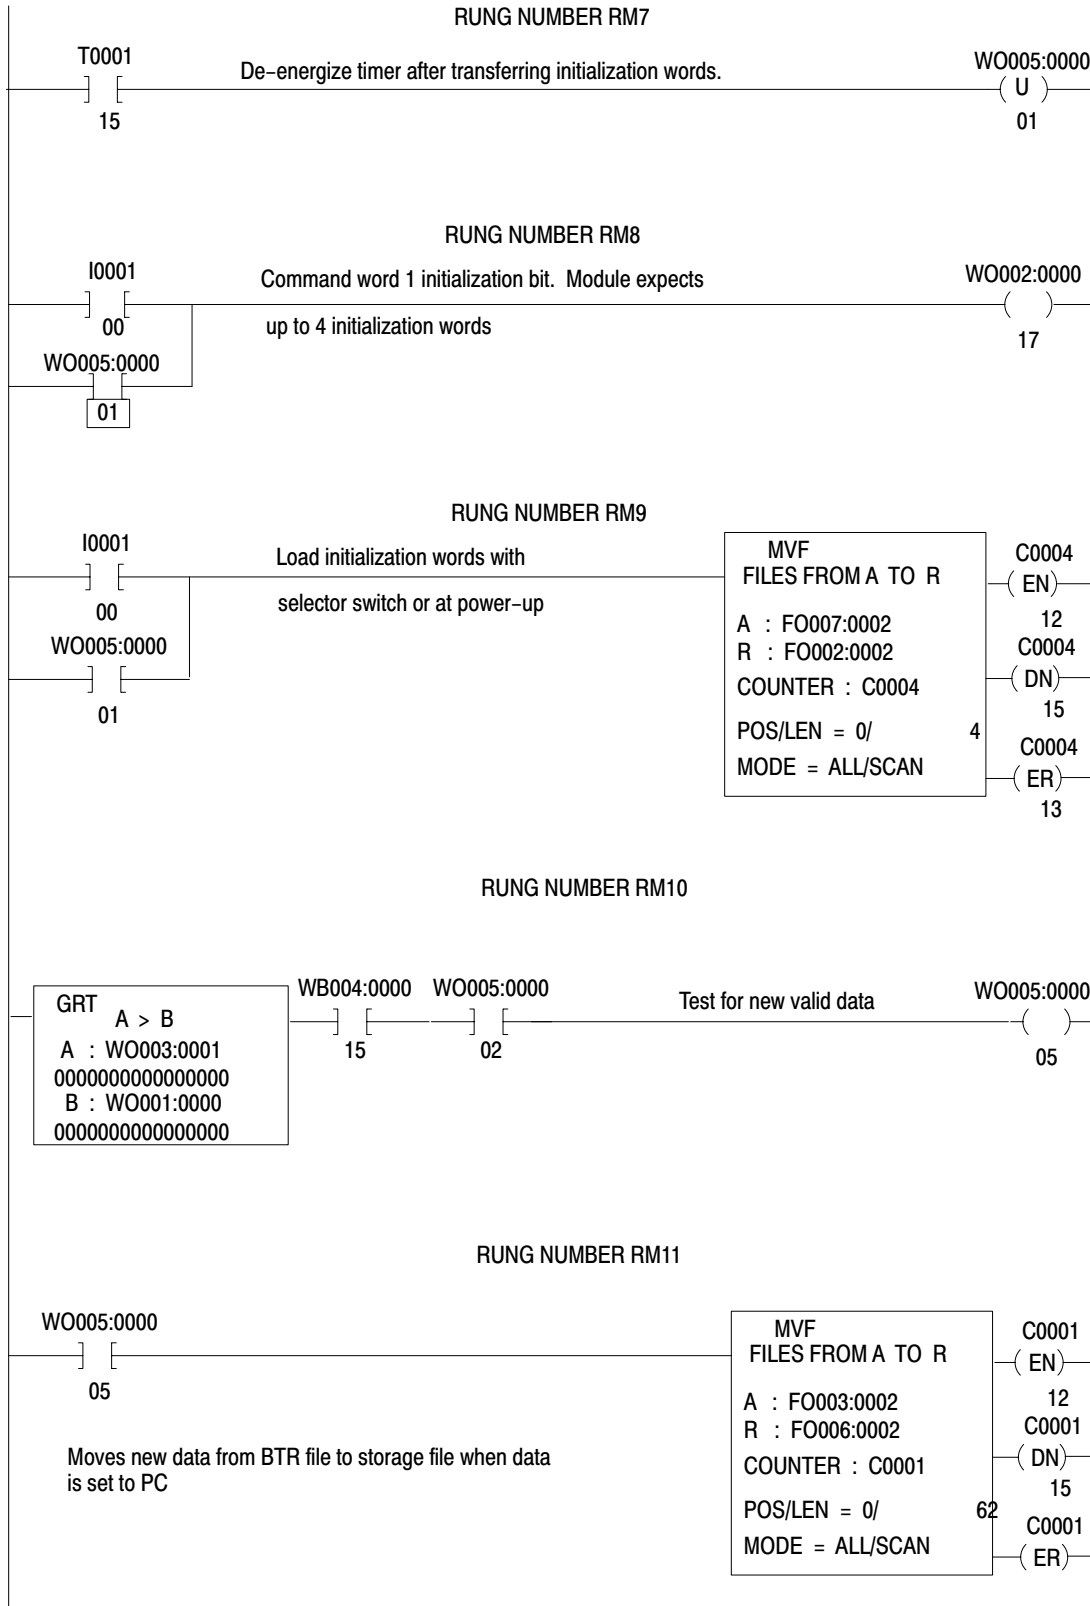 RUNG NUMBER RM7
T0001
De-energize timer after transferring initialization words.
WO005:0000
U
15
01
RUNG NUMBER RM8
I0001
Command word 1 initialization bit. Module expects
WO002:0000
00
up to 4 initialization words
17
WO005:0000
01
RUNG NUMBER RM9
I0001
Load initialization words with
00
selector switch or at power-up
WO005:0000
01
MVF
FILES FROM A TO R
A : FO007:0002
R : FO002:0002
COUNTER : C0004
POS/LEN = 0/ 4
MODE = ALL/SCAN
C0004
EN
12
C0004
DN
15
C0004
ER
13
RUNG NUMBER RM10
GRT
A > B
A : WO003:0001
0000000000000000
B : WO001:0000
0000000000000000
WB004:0000
15
WO005:0000
02
Test for new valid data
WO005:0000
05
RUNG NUMBER RM11
WO005:0000
05
Moves new data from BTR file to storage file when data
is set to PC
MVF
FILES FROM A TO R
A : FO003:0002
R : FO006:0002
COUNTER : C0001
POS/LEN = 0/ 62
MODE = ALL/SCAN
C0001
EN
12
C0001
DN
15
C0001
ER